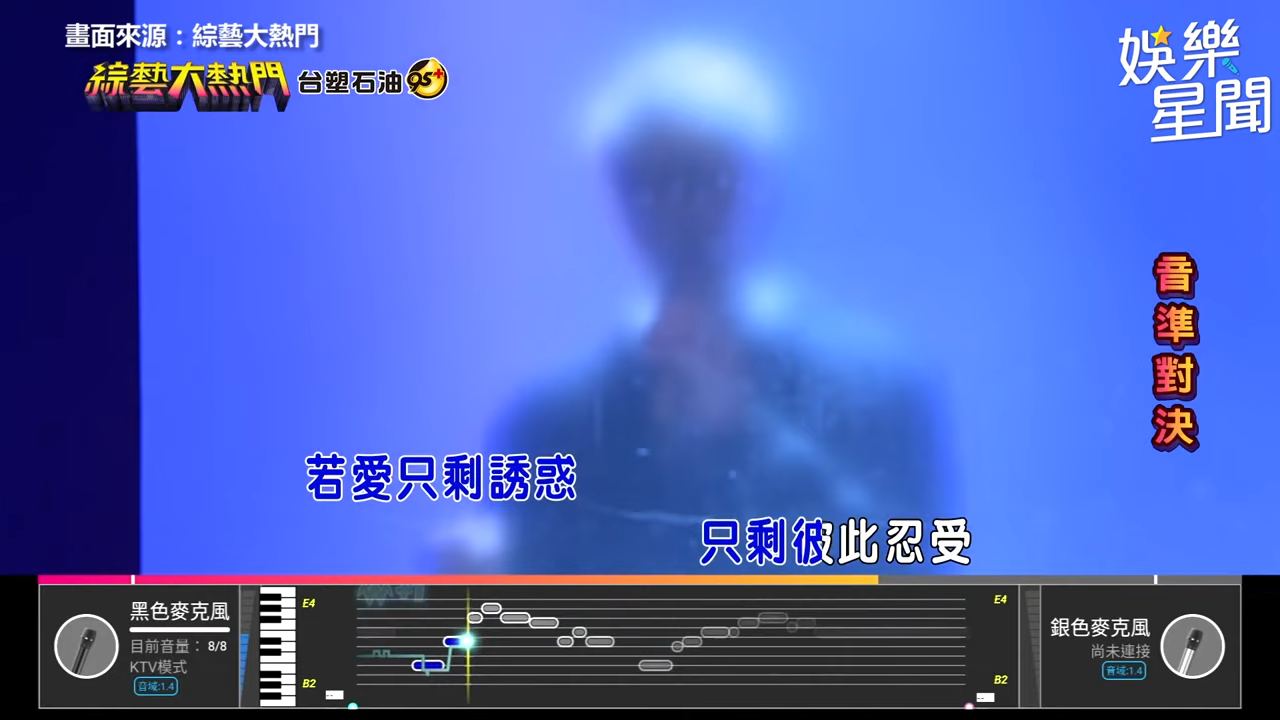 畫面來源：綜藝大熱門
綜藝大熱門 台塑石油 95+
娛樂
星聞
音準對決
若愛只剩誘惑
只剩彼此忍受
黑色麥克風
目前音量： 8/8
KTV模式
音域:1.4
E4
B2
E4
B2
銀色麥克風
尚未連接
音域:1.4